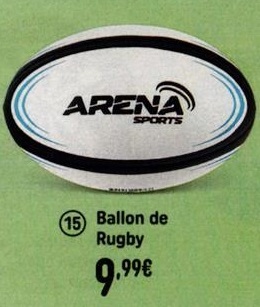 ARENA
SPORTS
15 Ballon de
Rugby
9,99€